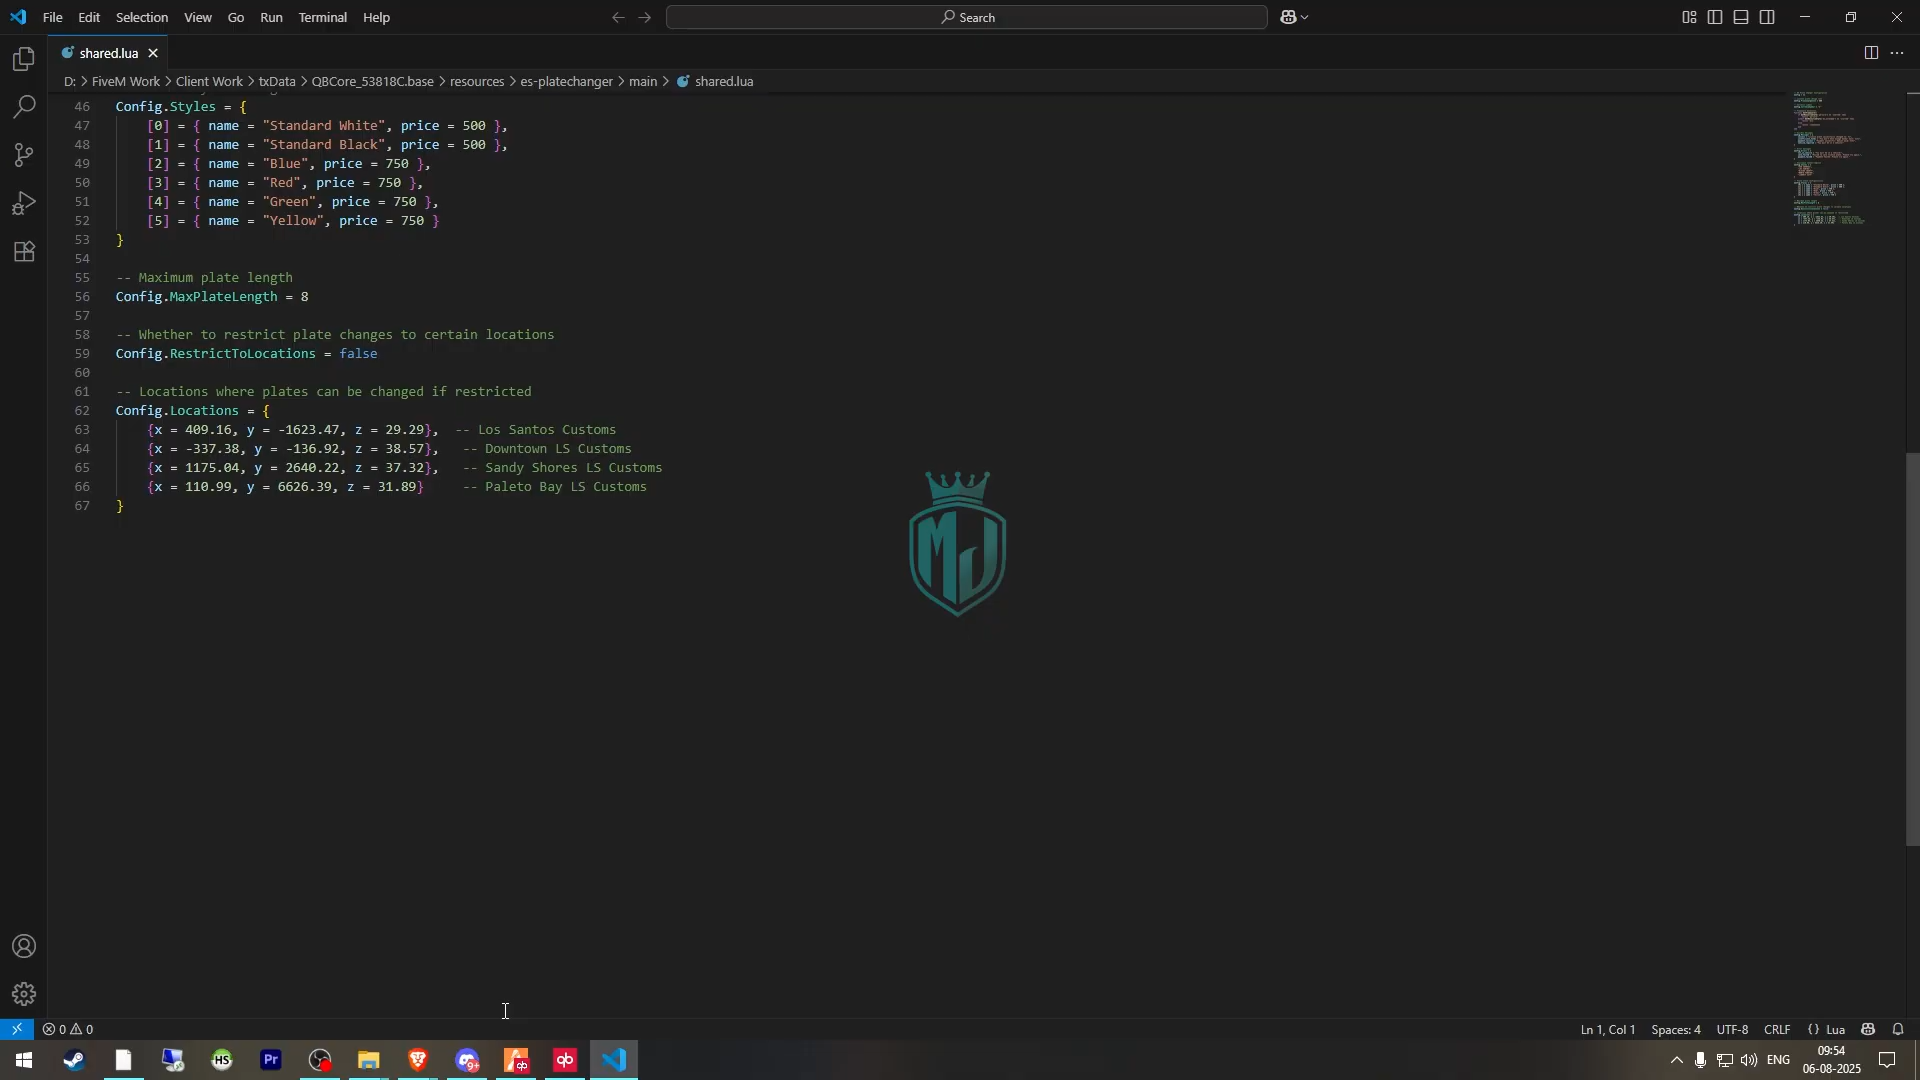 File Edit Selection View Go Run Terminal Help
Search
shared.lua
D: > FiveM Work > Client Work > txData > QBCore_53818C.base > resources > es-platechanger > main > shared.lua
46 Config.Styles = {
47 [0] = { name = "Standard White", price = 500 },
48 [1] = { name = "Standard Black", price = 500 },
49 [2] = { name = "Blue", price = 750 },
50 [3] = { name = "Red", price = 750 },
51 [4] = { name = "Green", price = 750 },
52 [5] = { name = "Yellow", price = 750 }
53 }
54
55 -- Maximum plate length
56 Config.MaxPlateLength = 8
57
58 -- Whether to restrict plate changes to certain locations
59 Config.RestrictToLocations = false
60
61 -- Locations where plates can be changed if restricted
62 Config.Locations = {
63 {x = 409.16, y = -1623.47, z = 29.29}, -- Los Santos Customs
64 {x = -337.38, y = -136.92, z = 38.57}, -- Downtown LS Customs
65 {x = 1175.04, y = 2640.22, z = 37.32}, -- Sandy Shores LS Customs
66 {x = 110.99, y = 6626.39, z = 31.89} -- Paleto Bay LS Customs
67 }
MJ
0 0
Ln 1, Col 1 Spaces: 4 UTF-8 CRLF {} Lua
HS Pr 9+ qb qb
ENG
09:54
06-08-2025